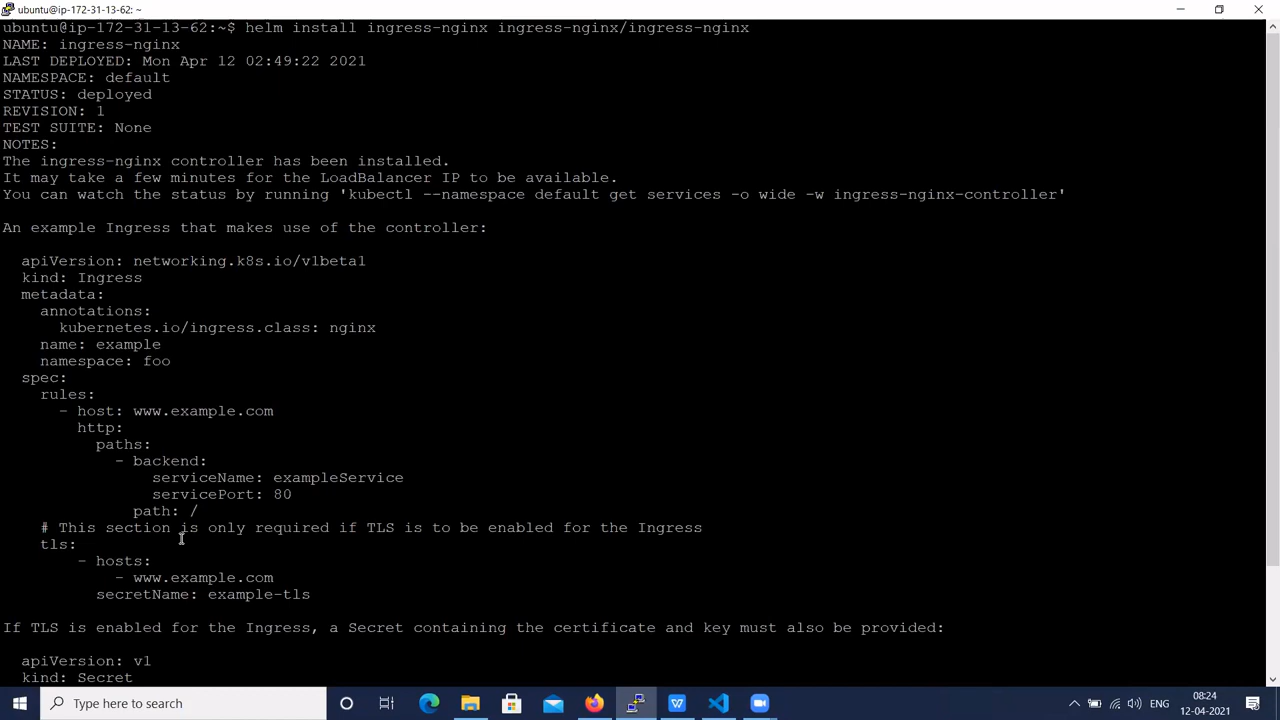 ubuntu@ip-172-31-13-62: ~
ubuntu@ip-172-31-13-62:~$ helm install ingress-nginx ingress-nginx/ingress-nginx
NAME: ingress-nginx
LAST DEPLOYED: Mon Apr 12 02:49:22 2021
NAMESPACE: default
STATUS: deployed
REVISION: 1
TEST SUITE: None
NOTES:
The ingress-nginx controller has been installed.
It may take a few minutes for the LoadBalancer IP to be available.
You can watch the status by running 'kubectl --namespace default get services -o wide -w ingress-nginx-controller'
An example Ingress that makes use of the controller:
  apiVersion: networking.k8s.io/v1beta1
  kind: Ingress
  metadata:
    annotations:
      kubernetes.io/ingress.class: nginx
    name: example
    namespace: foo
  spec:
    rules:
      - host: www.example.com
        http:
          paths:
            - backend:
                serviceName: exampleService
                servicePort: 80
              path: /
    # This section is only required if TLS is to be enabled for the Ingress
    tls:
        - hosts:
            - www.example.com
          secretName: example-tls
If TLS is enabled for the Ingress, a Secret containing the certificate and key must also be provided:
  apiVersion: v1
  kind: Secret
Type here to search
ENG
08:24
12-04-2021